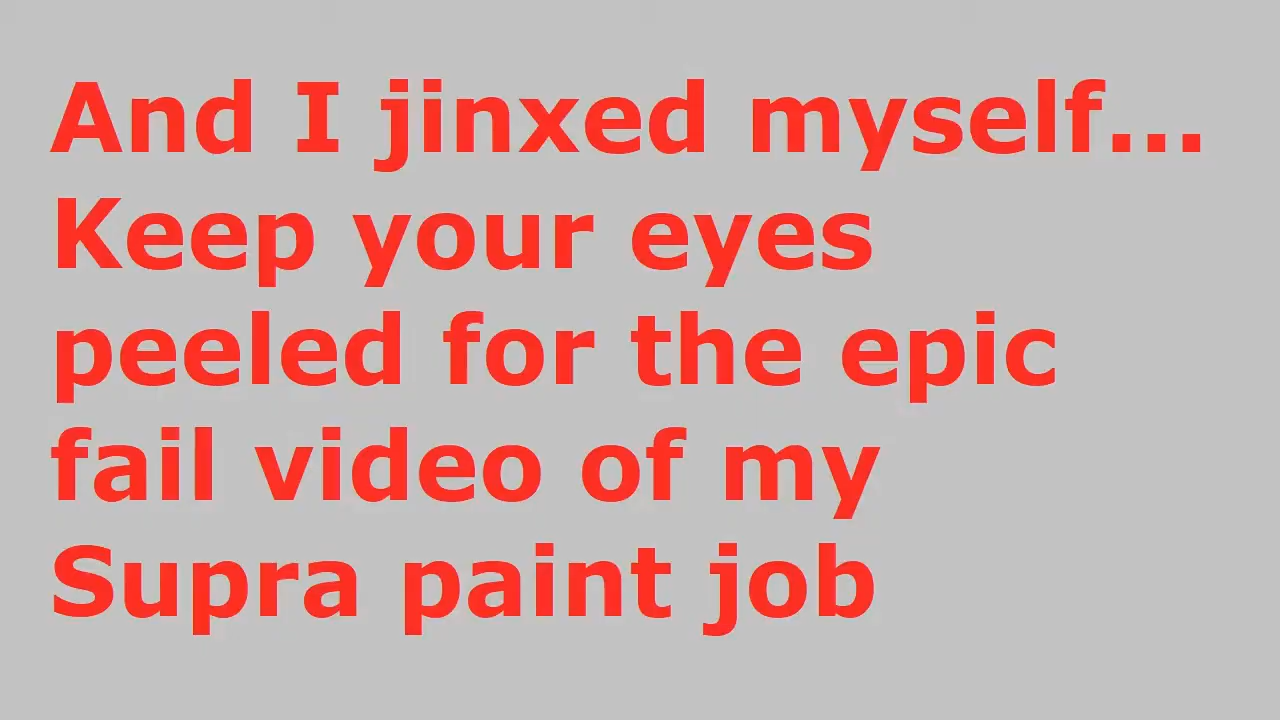 And I jinxed myself...
Keep your eyes
peeled for the epic
fail video of my
Supra paint job